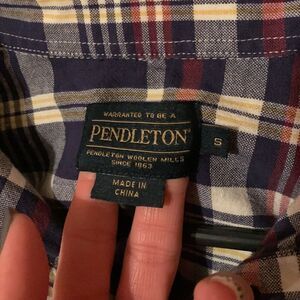 WARRANTED TO BE A
PENDLETON®
S
PENDLETON WOOLEN MILLS
SINCE 1863
MADE IN
CHINA